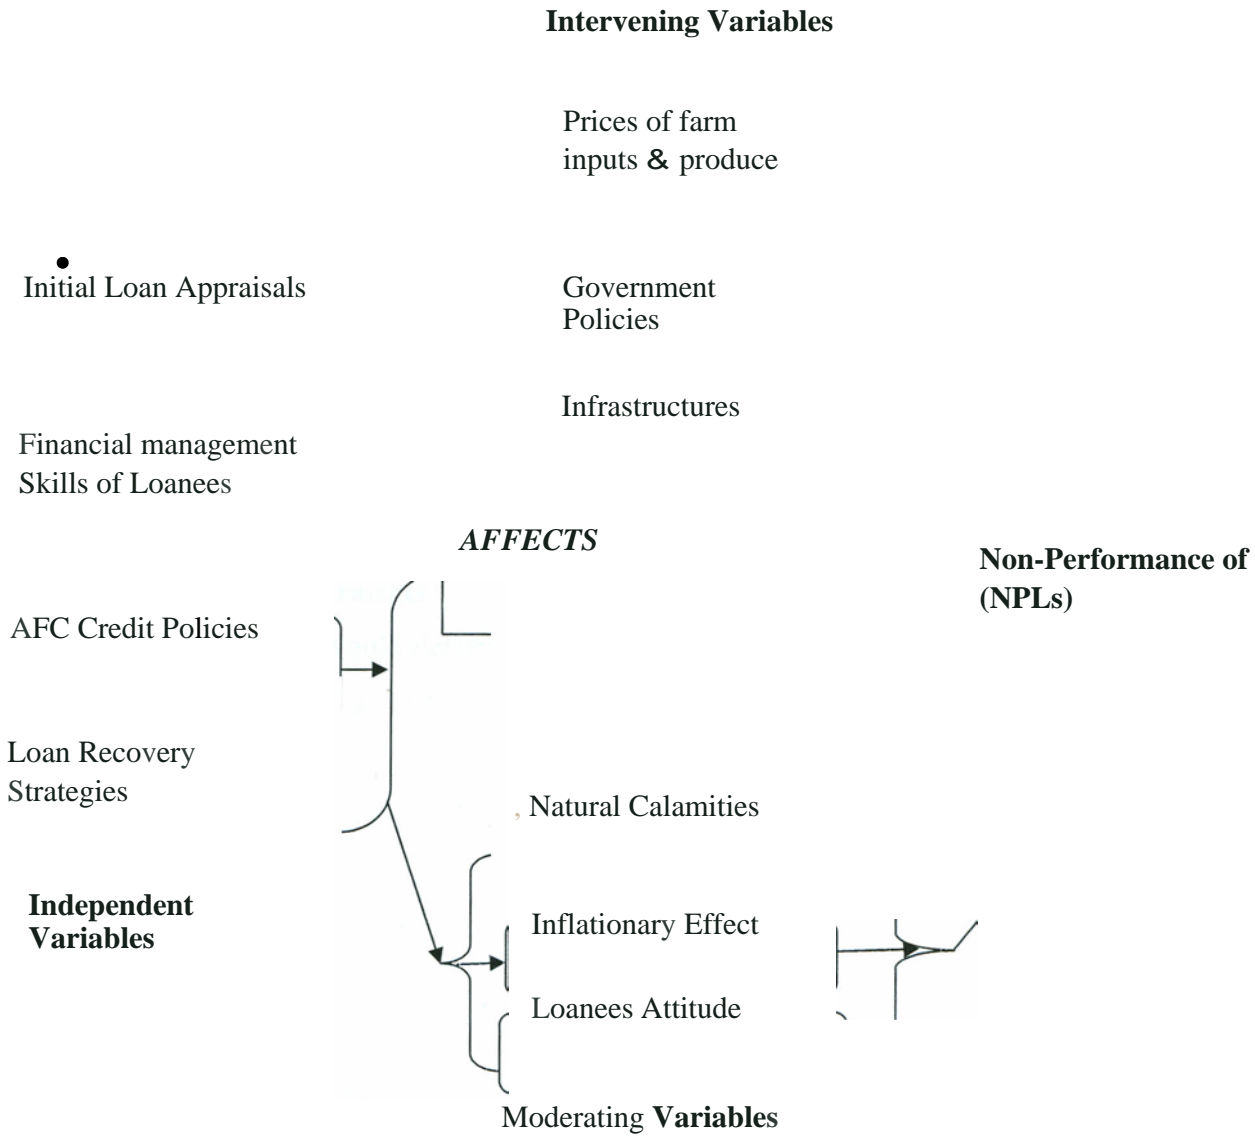 Intervening Variables
Prices of farm
inputs & produce
Initial Loan Appraisals
Government
Policies
Infrastructures
Financial management
Skills of Loanees
AFFECTS
Non-Performance of
(NPLs)
AFC Credit Policies
Loan Recovery
Strategies
, Natural Calamities
Independent
Variables
Inflationary Effect
Loanees Attitude
Moderating Variables